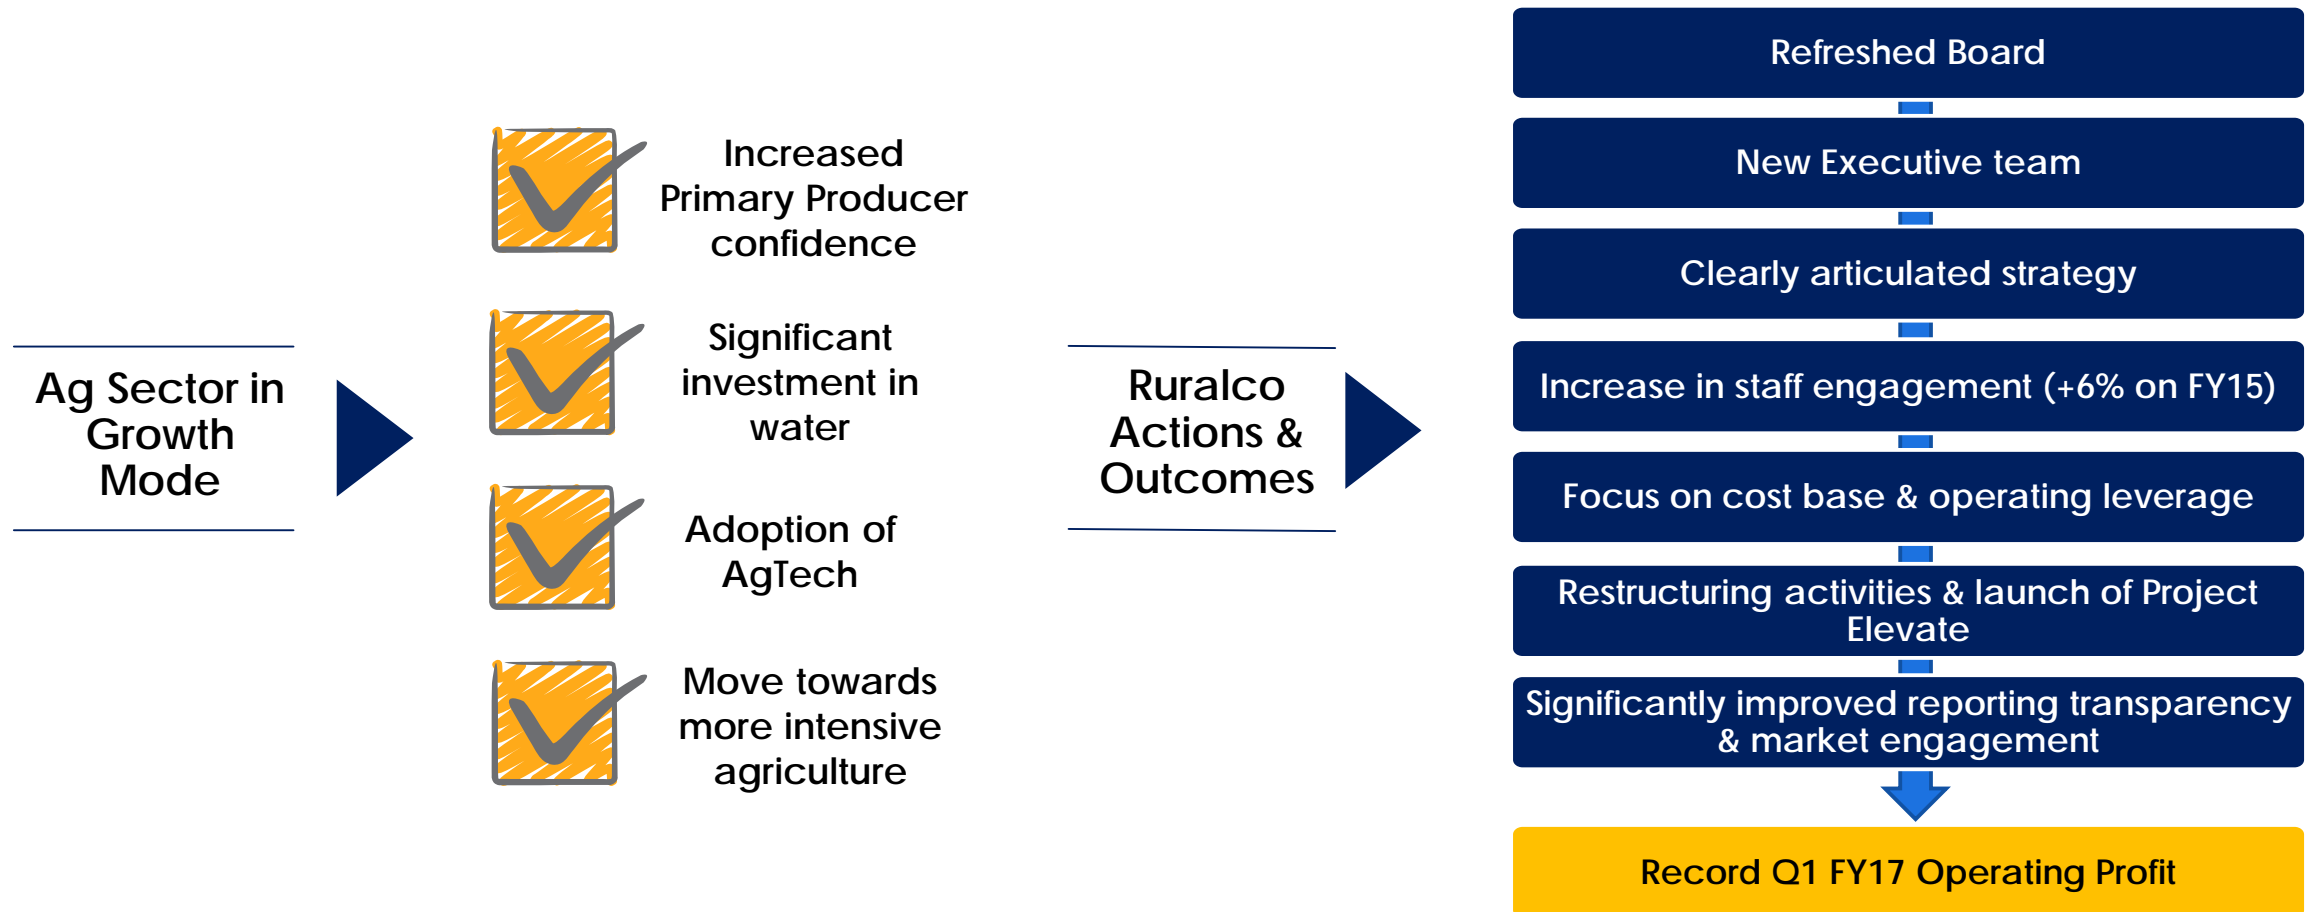 Ag Sector in
Growth
Mode
Increased
Primary Producer
confidence
Significant
investment in
water
Adoption of
AgTech
Move towards
more intensive
agriculture
Ruralco
Actions &
Outcomes
Refreshed Board
New Executive team
Clearly articulated strategy
Increase in staff engagement (+6% on FY15)
Focus on cost base & operating leverage
Restructuring activities & launch of Project
Elevate
Significantly improved reporting transparency
& market engagement
Record Q1 FY17 Operating Profit